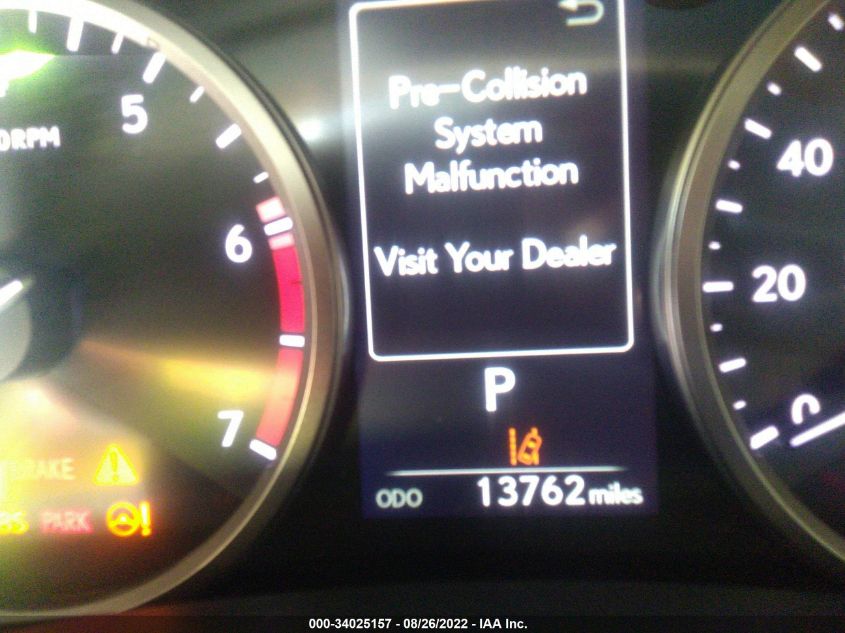 5
6
7
Pre-Collision
System
Malfunction
Visit Your Dealer
P
ODO 13762 miles
40
20
0
BRAKE
PARK
000-34025157 - 08/26/2022 - IAA Inc.